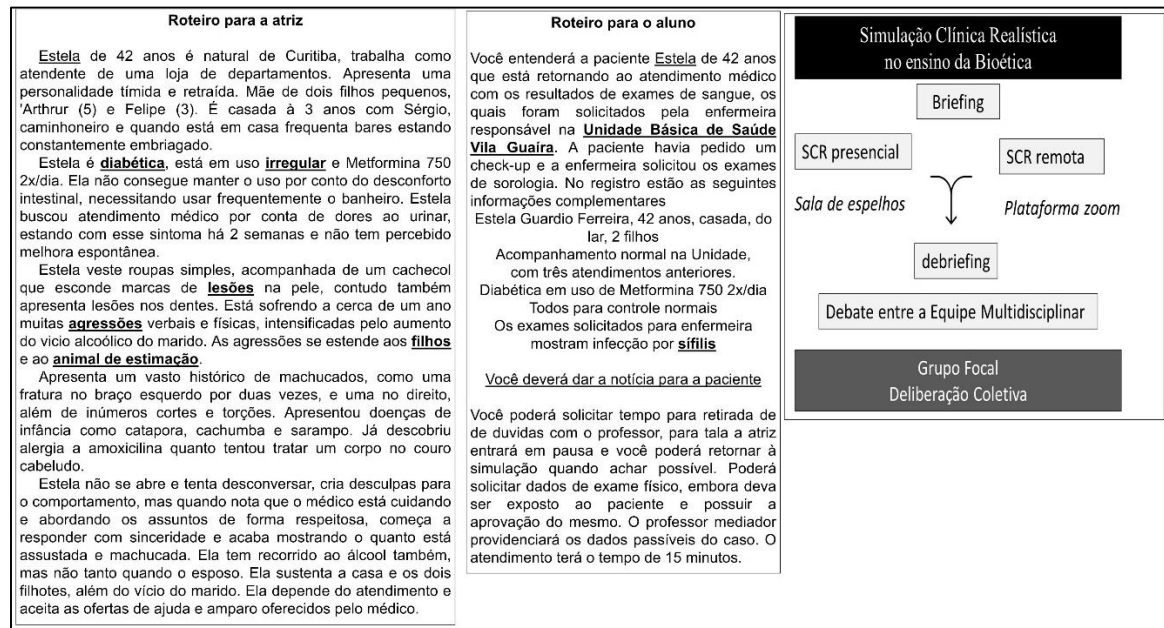 Roteiro para a atriz
Estela de 42 anos é natural de Curitiba, trabalha como
atendente de uma loja de departamentos. Apresenta uma
personalidade tímida e retraída. Mãe de dois filhos pequenos,
'Arthrur (5) e Felipe (3). É casada à 3 anos com Sérgio,
caminhoneiro e quando está em casa frequenta bares estando
constantemente embriagado.
Estela é diabética, está em uso irregular e Metformina 750
2x/dia. Ela não consegue manter o uso por conto do desconforto
intestinal, necessitando usar frequentemente o banheiro. Estela
buscou atendimento médico por conta de dores ao urinar,
estando com esse sintoma há 2 semanas e não tem percebido
melhora espontânea.
Estela veste roupas simples, acompanhada de um cachecol
que esconde marcas de lesões na pele, contudo também
apresenta lesões nos dentes. Está sofrendo a cerca de um ano
muitas agressões verbais e físicas, intensificadas pelo aumento
do vicio alcoólico do marido. As agressões se estende aos filhos
e ao animal de estimação.
Apresenta um vasto histórico de machucados, como uma
fratura no braço esquerdo por duas vezes, e uma no direito,
além de inúmeros cortes e torções. Apresentou doenças de
infância como catapora, cachumba e sarampo. Já descobriu
alergia a amoxicilina quanto tentou tratar um corpo no couro
cabeludo.
Estela não se abre e tenta desconversar, cria desculpas para
o comportamento, mas quando nota que o médico está cuidando
e abordando os assuntos de forma respeitosa, começa a
responder com sinceridade e acaba mostrando o quanto está
assustada e machucada. Ela tem recorrido ao álcool também,
mas não tanto quando o esposo. Ela sustenta a casa e os dois
filhotes, além do vício do marido. Ela depende do atendimento e
aceita as ofertas de ajuda e amparo oferecidos pelo médico.
Roteiro para o aluno
Você entenderá a paciente Estela de 42 anos
que está retornando ao atendimento médico
com os resultados de exames de sangue, os
quais foram solicitados pela enfermeira
responsável na Unidade Básica de Saúde
Vila Guaíra. A paciente havia pedido um
check-up e a enfermeira solicitou os exames
de sorologia. No registro estão as seguintes
informações complementares
Estela Guardio Ferreira, 42 anos, casada, do
lar, 2 filhos
Acompanhamento normal na Unidade,
com três atendimentos anteriores.
Diabética em uso de Metformina 750 2x/dia
Todos para controle normais
Os exames solicitados para enfermeira
mostram infecção por sífilis
Você deverá dar a notícia para a paciente
Você poderá solicitar tempo para retirada de
de duvidas com o professor, para tala a atriz
entrará em pausa e você poderá retornar à
simulação quando achar possível. Poderá
solicitar dados de exame físico, embora deva
ser exposto ao paciente e possuir a
aprovação do mesmo. O professor mediador
providenciará os dados passíveis do caso. O
atendimento terá o tempo de 15 minutos.
Simulação Clínica Realística
no ensino da Bioética
Briefing
SCR presencial
SCR remota
Sala de espelhos
Plataforma zoom
debriefing
Debate entre a Equipe Multidisciplinar
Grupo Focal
Deliberação Coletiva